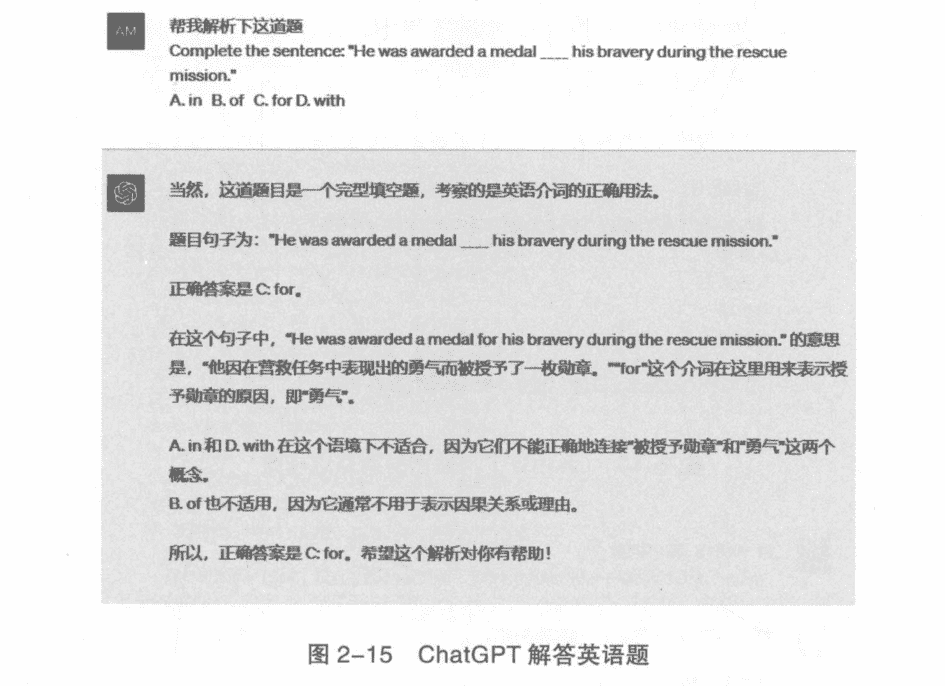 AM
帮我解析下这道题
Complete the sentence: "He was awarded a medal ____ his bravery during the rescue
mission."
A. in B. of C. for D. with
当然，这道题目是一个完型填空题，考察的是英语介词的正确用法。
题目句子为："He was awarded a medal ____ his bravery during the rescue mission."
正确答案是 C: for。
在这个句子中，"He was awarded a medal for his bravery during the rescue mission." 的意思
是，"他因在营救任务中表现出的勇气而被授予了一枚勋章。""for"这个介词在这里用来表示授
予勋章的原因，即"勇气"。
A. in 和 D. with 在这个语境下不适合，因为它们不能正确地连接"被授予勋章"和"勇气"这两个
概念。
B. of 也不适用，因为它通常不用于表示因果关系或理由。
所以，正确答案是 C: for。希望这个解析对你有帮助！
图 2-15 ChatGPT 解答英语题